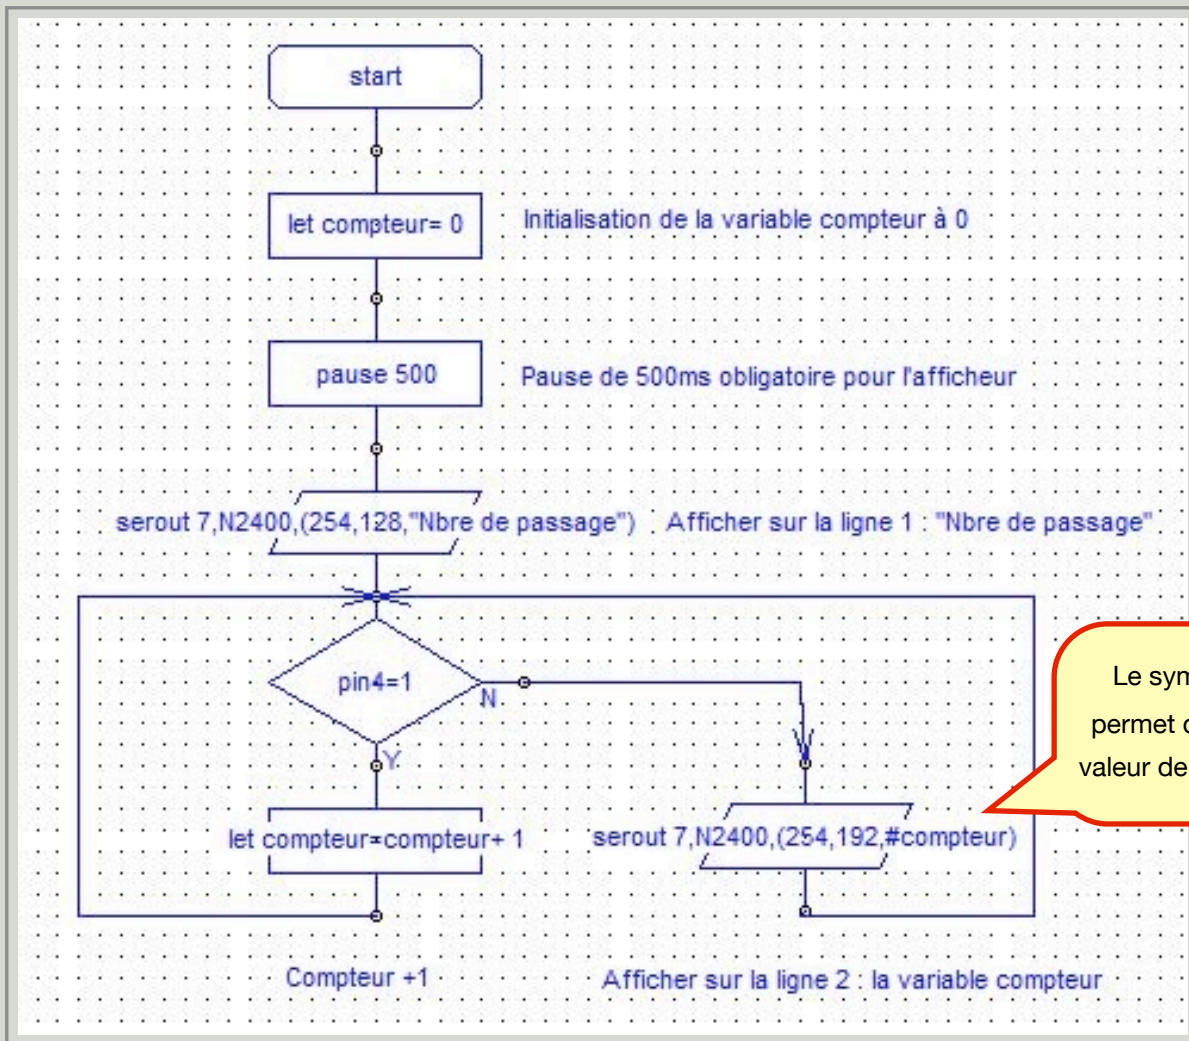 start
let compteur= 0
Initialisation de la variable compteur à 0
pause 500
Pause de 500ms obligatoire pour l'afficheur
serout 7,N2400,(254,128,"Nbre de passage")
Afficher sur la ligne 1 : "Nbre de passage"
pin4=1
N
Y
Le sym
permet
valeur de
let compteur=compteur+ 1
serout 7,N2400,(254,192,#compteur)
Compteur +1
Afficher sur la ligne 2 : la variable compteur